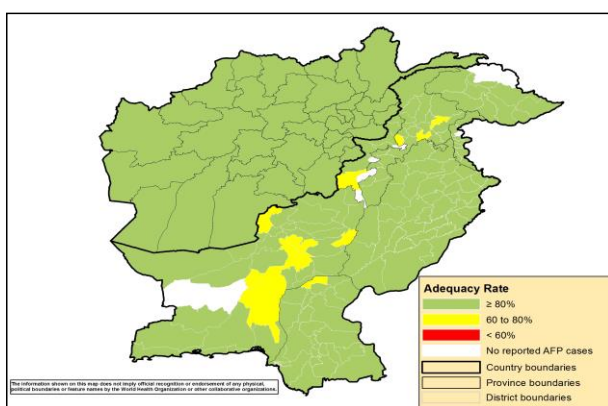 Adequacy Rate
≥ 80%
60 to 80%
< 60%
No reported AFP cases
Country boundaries
Province boundaries
District boundaries
The information shown on this map does not imply official recognition or endorsement of any physical,
political boundaries or feature names by the World Health Organization or other collaborative organizations.